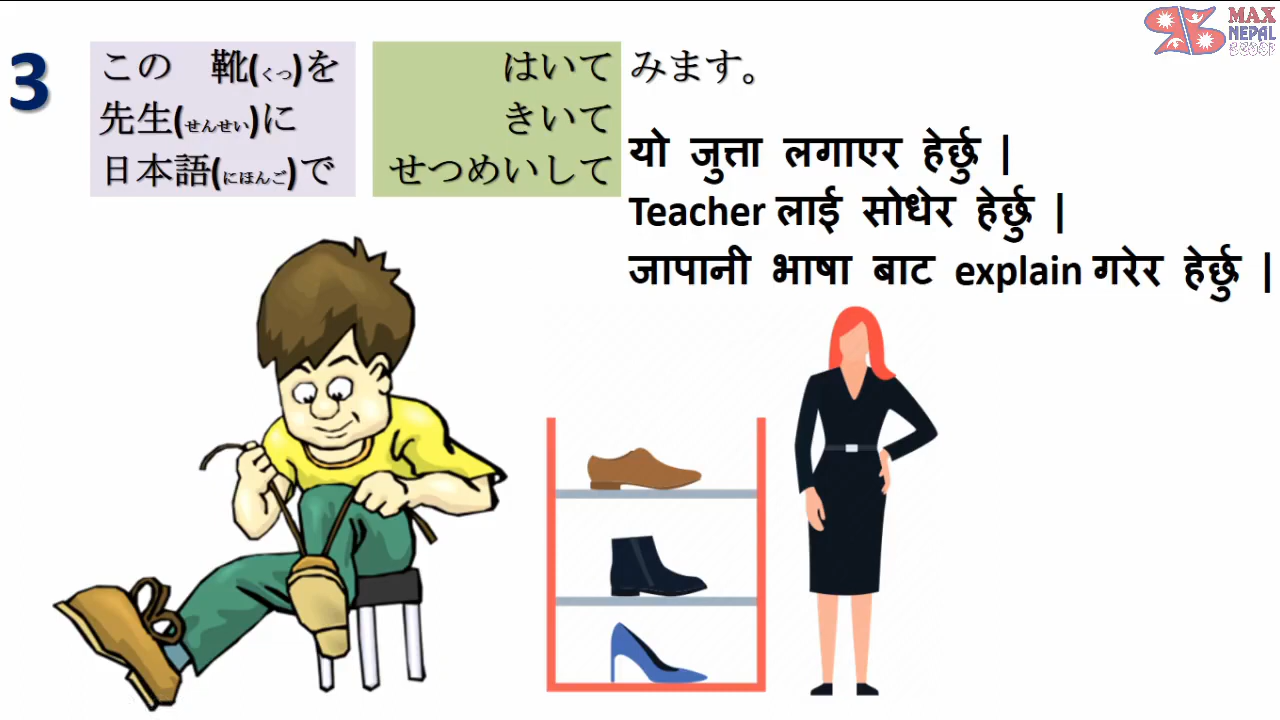 MAX
NEPAL
3
この 靴(くっ)を はいて みます。
先生(せんせい)に きいて
日本語(にほんご)で せつめいして
यो जुत्ता लगाएर हेर्छु |
Teacher लाई सोधेर हेर्छु |
जापानी भाषा बाट explain गरेर हेर्छु |